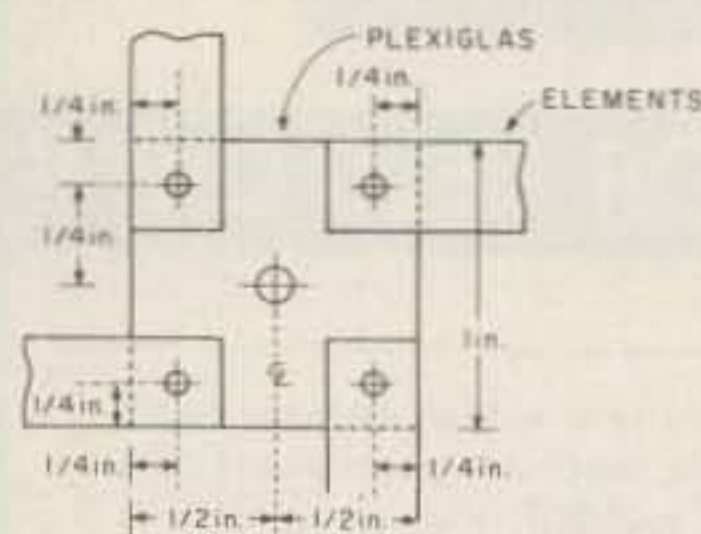 PLEXIGLAS
1/4 in.
1/4 in.
ELEMENTS
1/4 in.
1 in.
℄
1/4 in.
1/4 in.
1/4 in.
1/2 in.
1/2 in.